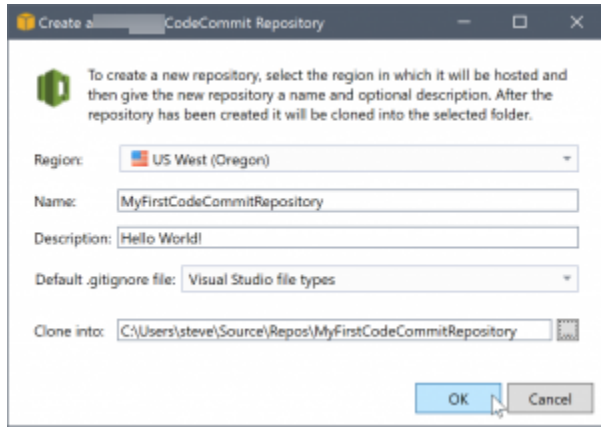 Create a CodeCommit Repository
To create a new repository, select the region in which it will be hosted and
then give the new repository a name and optional description. After the
repository has been created it will be cloned into the selected folder.
Region: US West (Oregon)
Name: MyFirstCodeCommitRepository
Description: Hello World!
Default .gitignore file: Visual Studio file types
Clone into: C:\Users\steve\Source\Repos\MyFirstCodeCommitRepository ...
OK Cancel